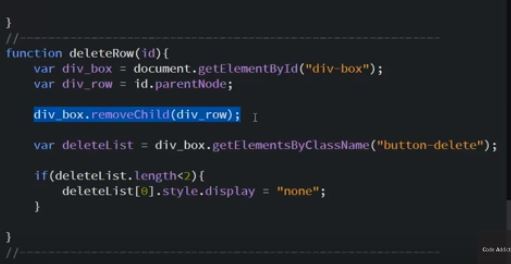 }
//----------------------------------------------------
function deleteRow(id){
var div_box = document.getElementById("div-box");
var div_row = id.parentNode;
div_box.removeChild(div_row);
var deleteList = div_box.getElementsByClassName("button-delete");
if(deleteList.length<2){
deleteList[0].style.display = "none";
}
}
Code Addict
//----------------------------------------------------